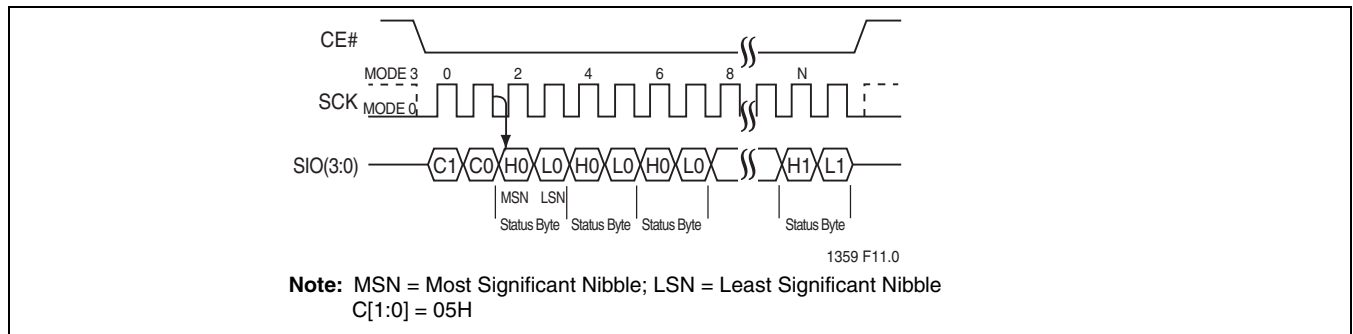 CE#
MODE 3 0 2 4 6 8 N
SCK MODE 0
SIO(3:0) C1 C0 H0 L0 H0 L0 H0 L0 H1 L1
MSN LSN
Status Byte Status Byte Status Byte Status Byte
1359 F11.0
Note: MSN = Most Significant Nibble; LSN = Least Significant Nibble
C[1:0] = 05H